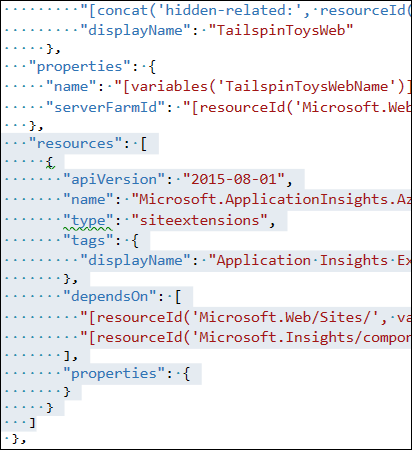 "[concat('hidden-related:', resourceId(
"displayName": "TailspinToysWeb"
},
"properties": {
"name": "[variables('TailspinToysWebName')]
"serverFarmId": "[resourceId('Microsoft.Web
},
"resources": [
{
"apiVersion": "2015-08-01",
"name": "Microsoft.ApplicationInsights.Az
"type": "siteextensions",
"tags": {
"displayName": "Application Insights Ex
},
"dependsOn": [
"[resourceId('Microsoft.Web/Sites/', va
"[resourceId('Microsoft.Insights/compon
],
"properties": {
}
}
]
},